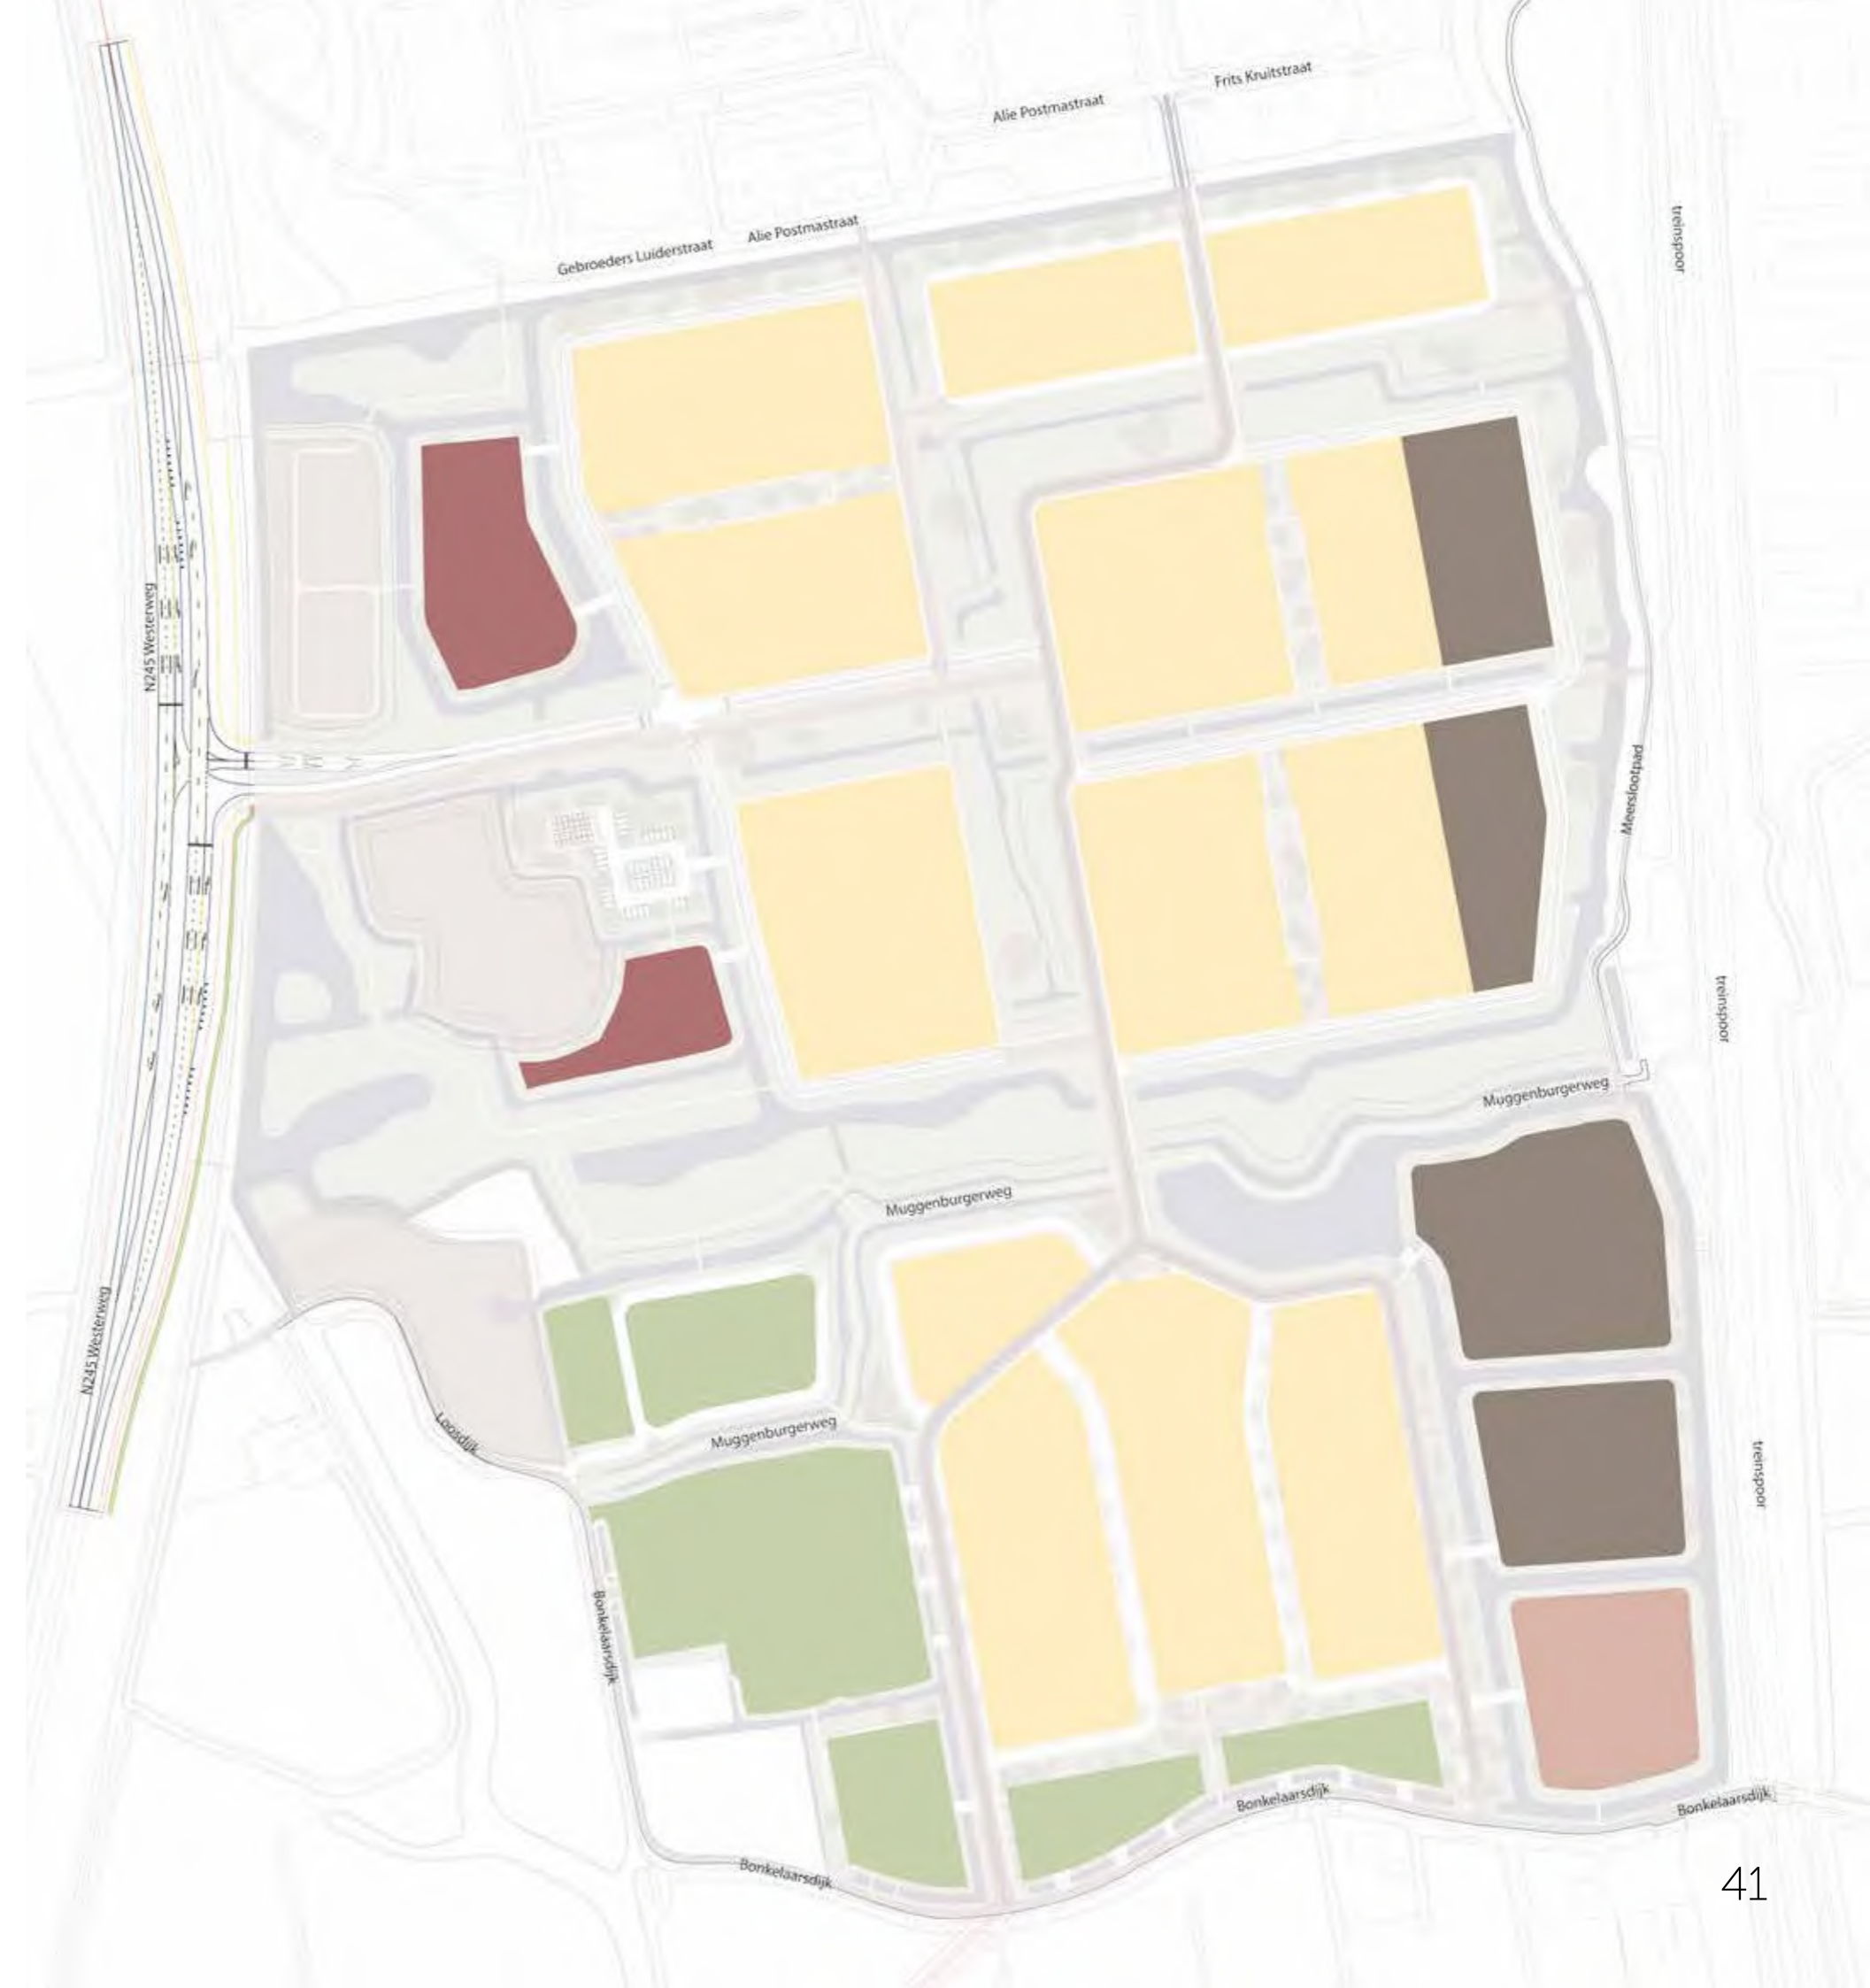 Frits Kruitstraat
Alie Postmastraat
Alie Postmastraat
Gebroeders Luiderstraat
treinspoor
N245 Westerweg
Meerslootpad
treinspoor
Muggenburgerweg
Muggenburgerweg
N245 Westerweg
Loosdijk
Muggenburgerweg
treinspoor
Bonkelaarsdijk
Bonkelaarsdijk
Bonkelaarsdijk
Bonkelaarsdijk
41